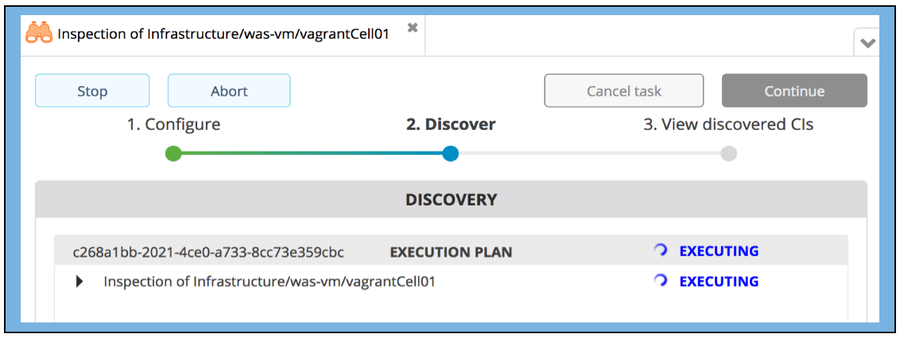 Inspection of Infrastructure/was-vm/vagrantCell01
Stop Abort Cancel task Continue
1. Configure 2. Discover 3. View discovered CIs
DISCOVERY
c268a1bb-2021-4ce0-a733-8cc73e359cbc EXECUTION PLAN EXECUTING
Inspection of Infrastructure/was-vm/vagrantCell01 EXECUTING